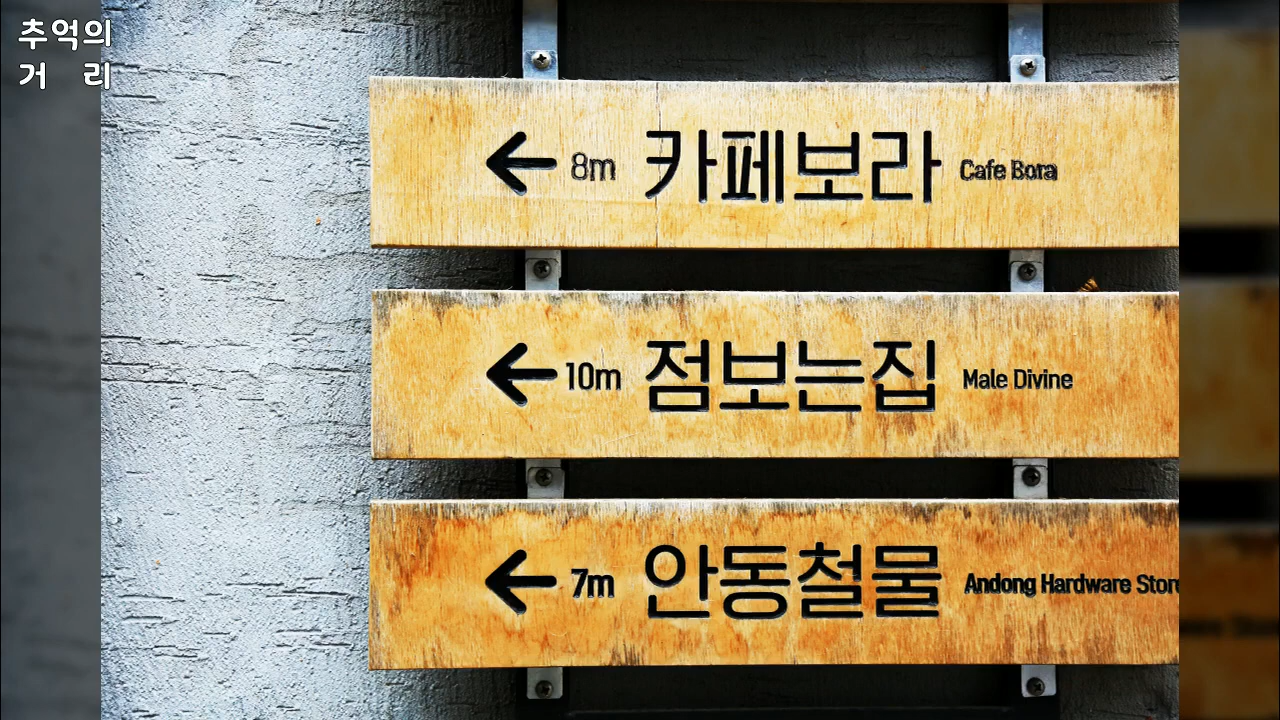 추억의
거 리
← 8m 카페보라 Cafe Bora
← 10m 점보는집 Male Divine
← 7m 안동철물 Andong Hardware Store